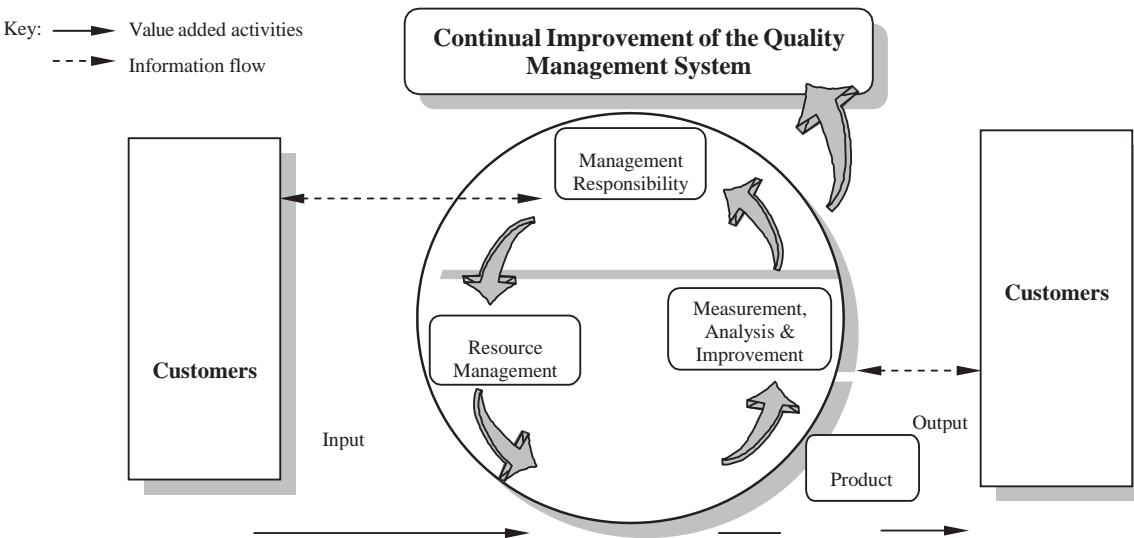 Key:
Value added activities
Information flow
Continual Improvement of the Quality
Management System
Management
Responsibility
Customers
Resource
Management
Measurement,
Analysis &
Improvement
Customers
Input
Output
Product